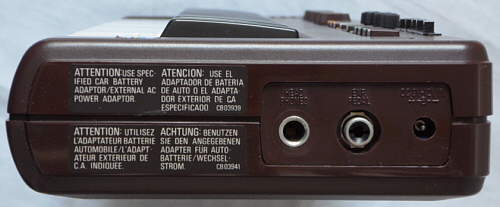 ATTENTION: USE SPEC-
IFIED CAR BATTERY
ADAPTOR/EXTERNAL AC
POWER ADAPTOR.
ATENCION: USE EL
ADAPTADOR DE BATERIA
DE AUTO O EL ADAPTA
DOR EXTERIOR DE CA
ESPECIFICADO CB03939
ATTENTION: UTILISEZ
L'ADAPTATEUR BATTERIE
AUTOMOBILE/L'ADAPT-
ATEUR EXTERIEUR DE
C.A. INDIQUEE.
ACHTUNG: BENUTZEN
SIE DEN ANGEGEBENEN
ADAPTER FÜR AUTO-
BATTERIE/WECHSEL-
STROM. CB03941